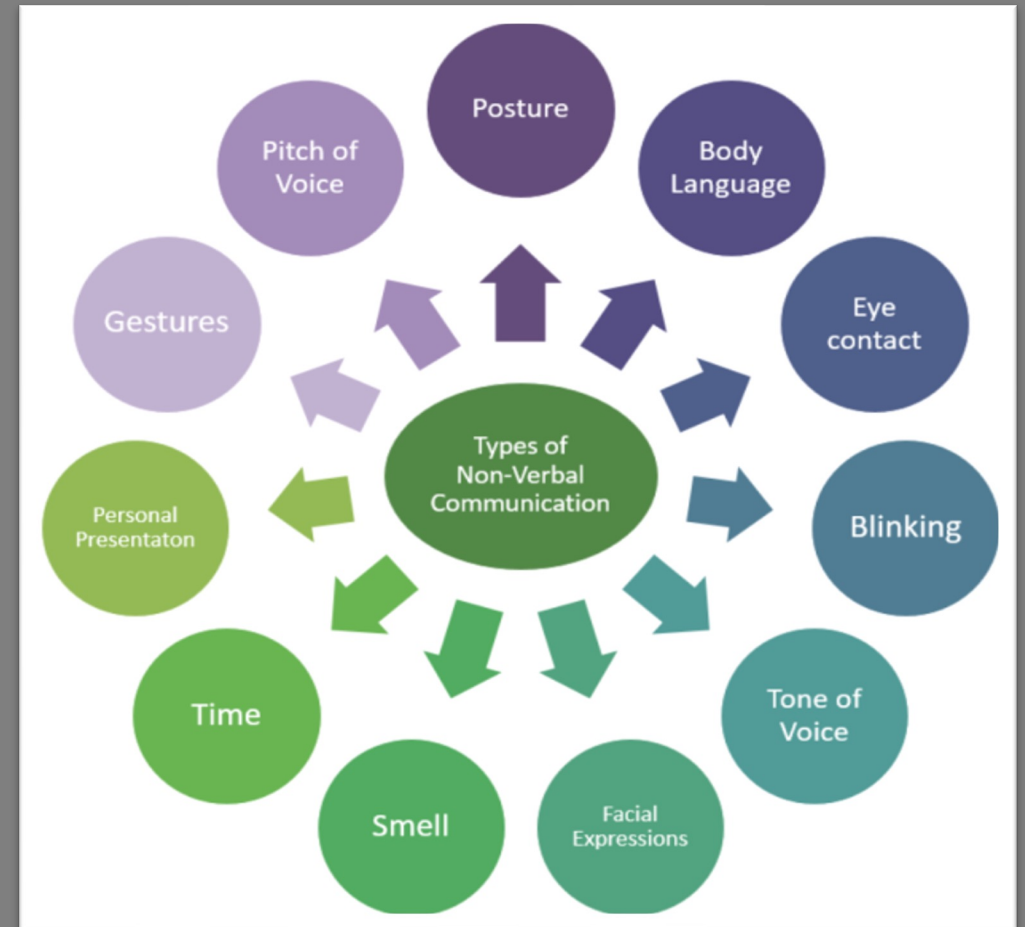 Posture
Body
Language
Eye
contact
Blinking
Tone of
Voice
Facial
Expressions
Smell
Time
Personal
Presentaton
Gestures
Pitch of
Voice
Types of
Non-Verbal
Communication